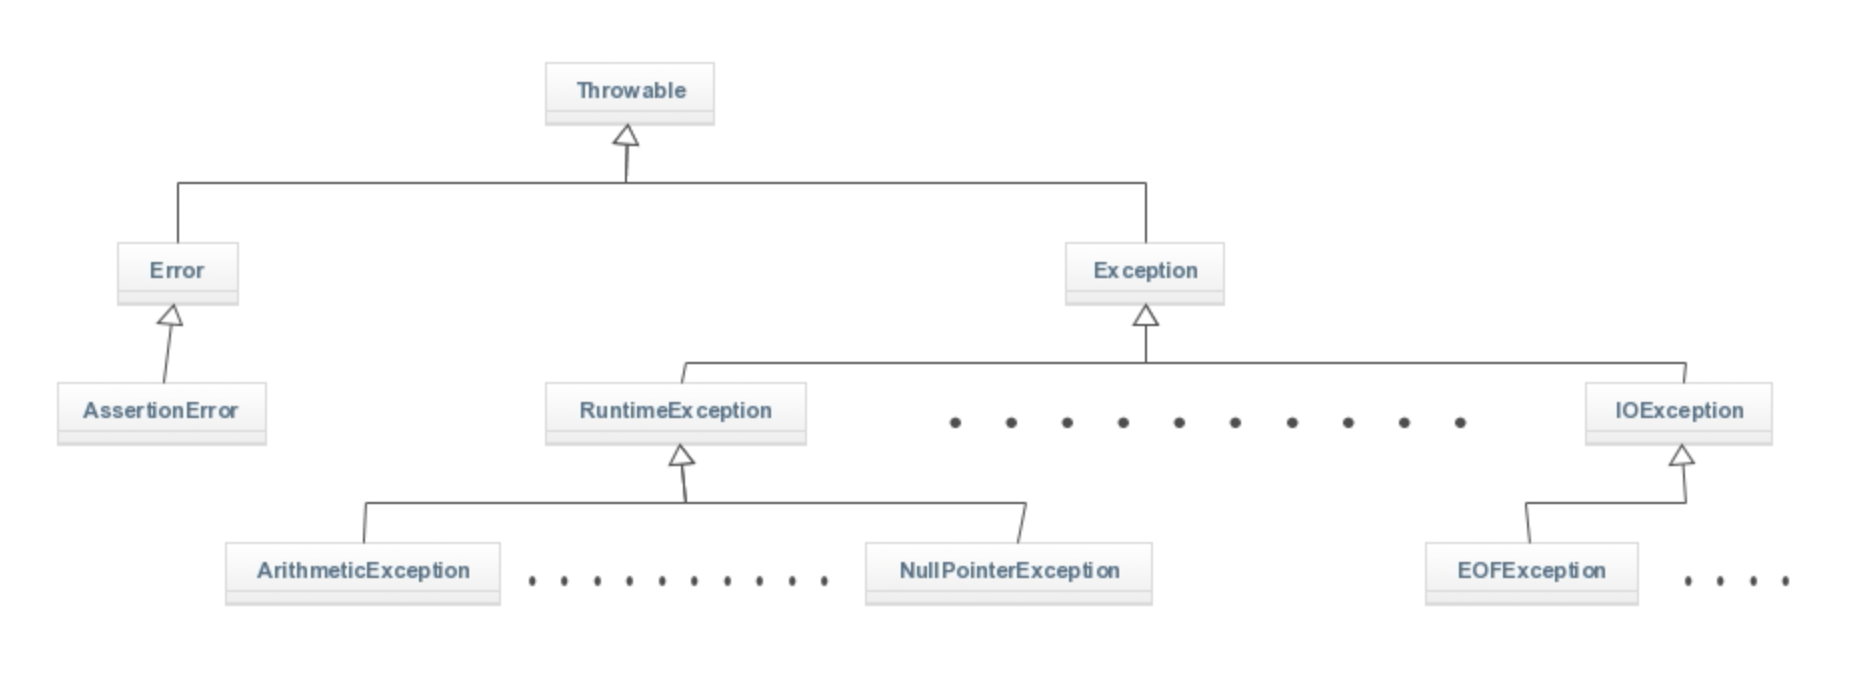 Throwable
Error
Exception
AssertionError
RuntimeException
IOException
ArithmeticException
NullPointerException
EOFException